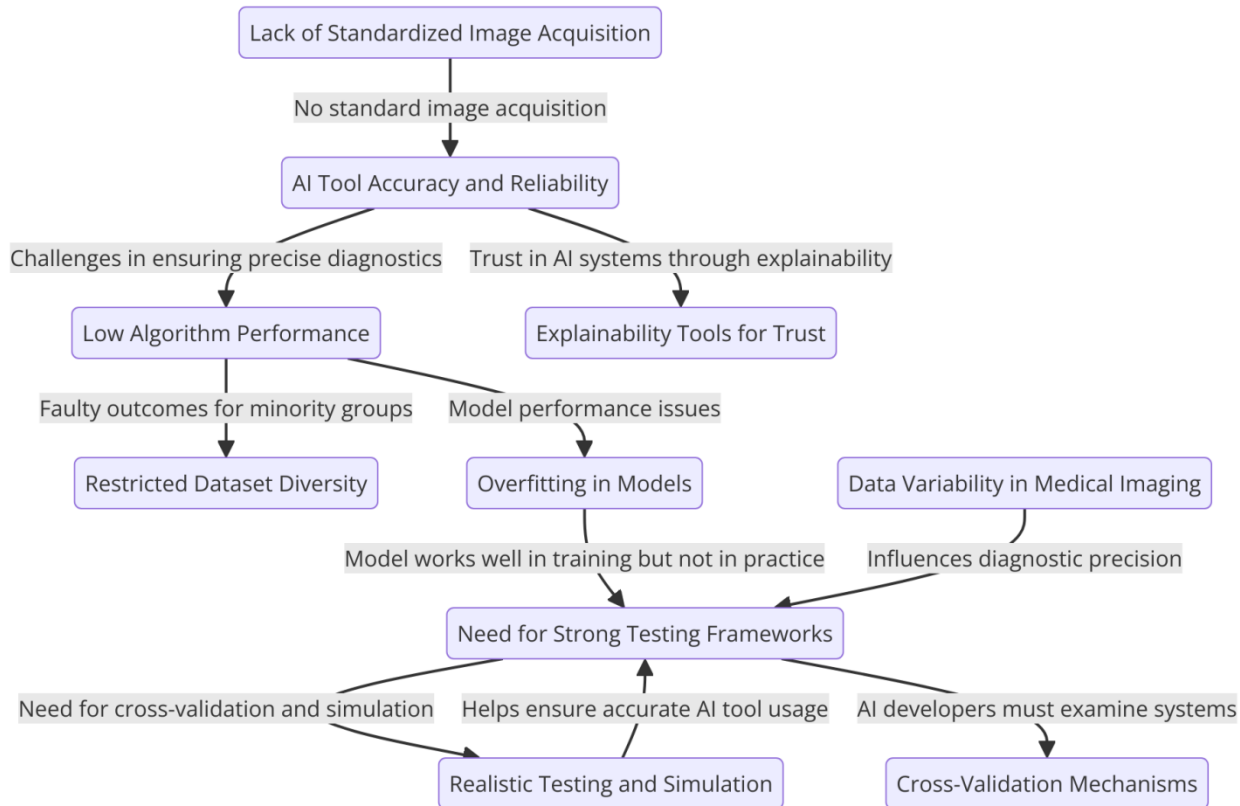 Lack of Standardized Image Acquisition
No standard image acquisition
AI Tool Accuracy and Reliability
Challenges in ensuring precise diagnostics
Trust in AI systems through explainability
Low Algorithm Performance
Explainability Tools for Trust
Faulty outcomes for minority groups
Model performance issues
Restricted Dataset Diversity
Overfitting in Models
Data Variability in Medical Imaging
Model works well in training but not in practice
Influences diagnostic precision
Need for Strong Testing Frameworks
Need for cross-validation and simulation
Helps ensure accurate AI tool usage
AI developers must examine systems
Realistic Testing and Simulation
Cross-Validation Mechanisms